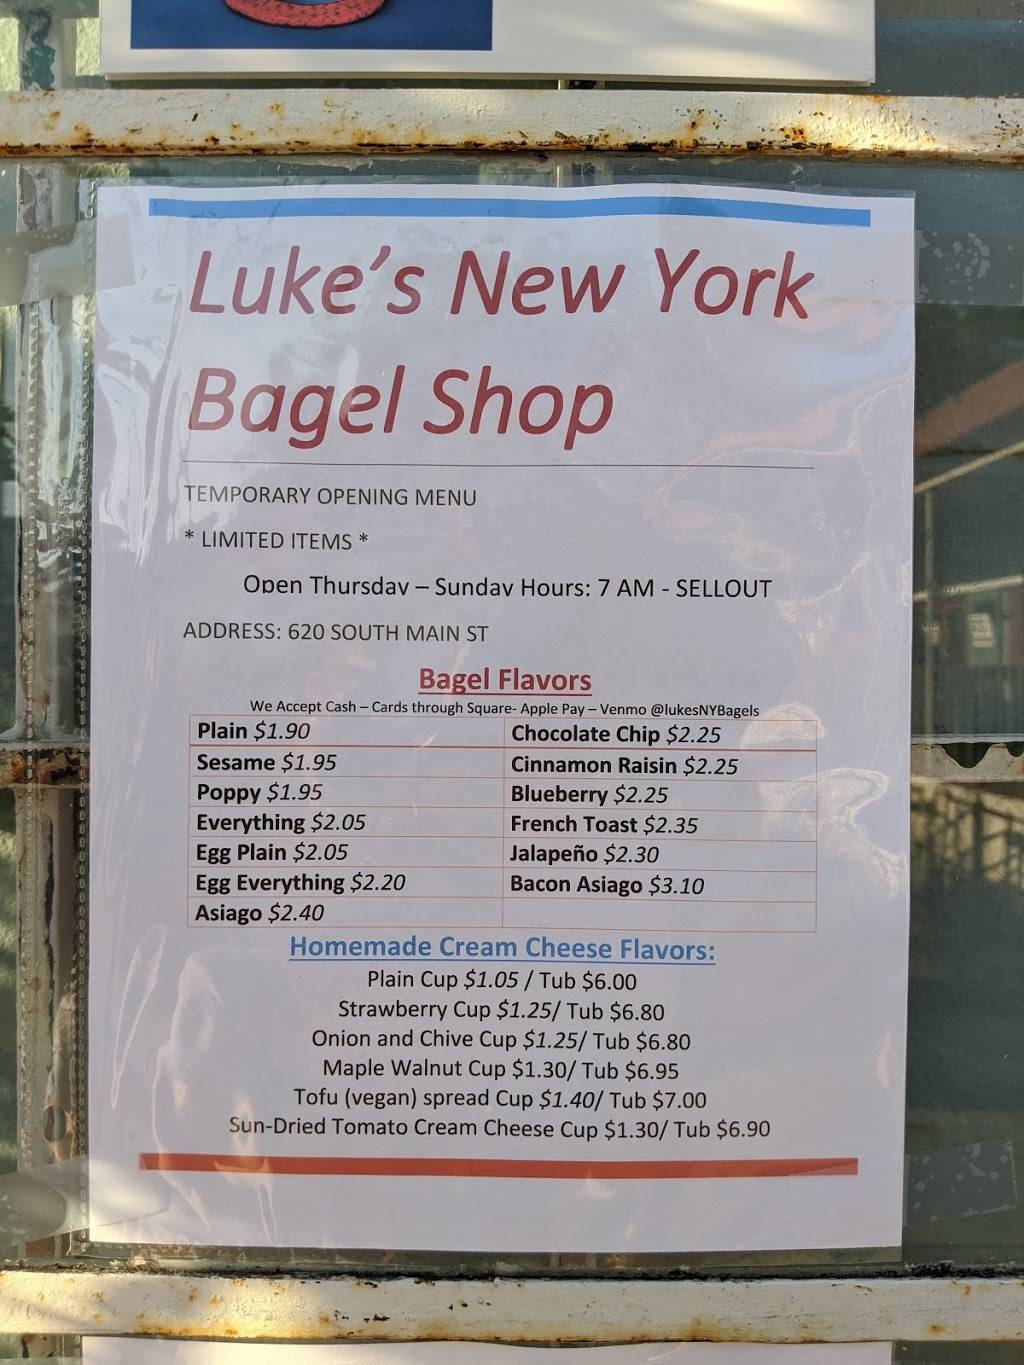 Luke's New York
Bagel Shop
TEMPORARY OPENING MENU
* LIMITED ITEMS *
Open Thursday – Sunday Hours: 7 AM - SELLOUT
ADDRESS: 620 SOUTH MAIN ST
Bagel Flavors
We Accept Cash – Cards through Square- Apple Pay – Venmo @lukesNYBagels
Plain $1.90 Chocolate Chip $2.25
Sesame $1.95 Cinnamon Raisin $2.25
Poppy $1.95 Blueberry $2.25
Everything $2.05 French Toast $2.35
Egg Plain $2.05 Jalapeño $2.30
Egg Everything $2.20 Bacon Asiago $3.10
Asiago $2.40
Homemade Cream Cheese Flavors:
Plain Cup $1.05 / Tub $6.00
Strawberry Cup $1.25/ Tub $6.80
Onion and Chive Cup $1.25/ Tub $6.80
Maple Walnut Cup $1.30/ Tub $6.95
Tofu (vegan) spread Cup $1.40/ Tub $7.00
Sun-Dried Tomato Cream Cheese Cup $1.30/ Tub $6.90